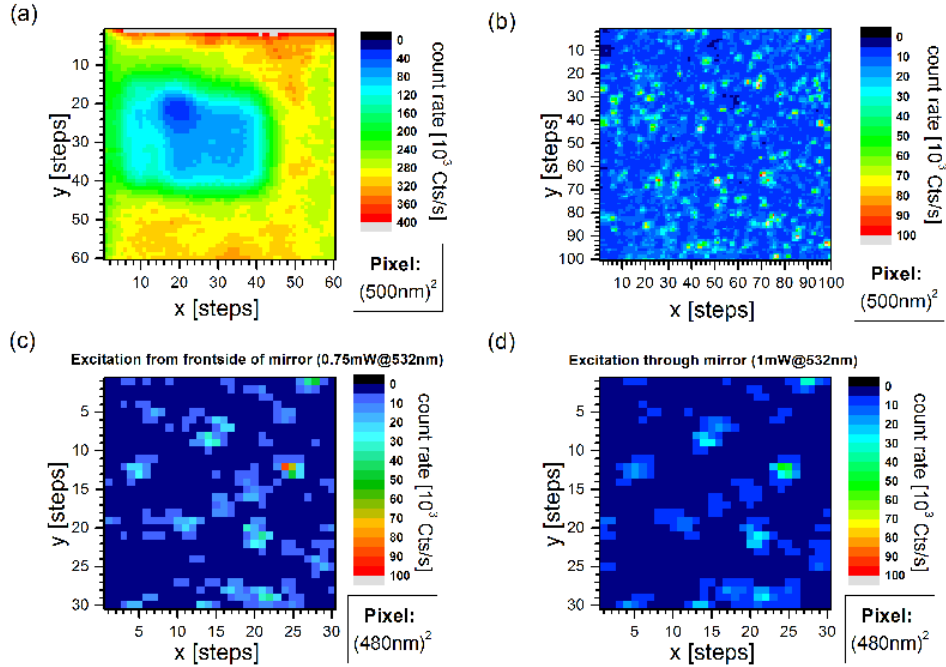 (a)
0
40
80
120
160
200
240
280
320
360
400
count rate [10³ Cts/s]
10
20
30
40
50
60
y [steps]
10 20 30 40 50 60
x [steps]
Pixel:
(500nm)²
(b)
0
10
20
30
40
50
60
70
80
90
100
count rate [10³ Cts/s]
10
20
30
40
50
60
70
80
90
100
y [steps]
10 20 30 40 50 60 70 80 90 100
x [steps]
Pixel:
(500nm)²
(c)
Excitation from frontside of mirror (0.75mW@532nm)
0
10
20
30
40
50
60
70
80
90
100
count rate [10³ Cts/s]
5
10
15
20
25
30
y [steps]
5 10 15 20 25 30
x [steps]
Pixel:
(480nm)²
(d)
Excitation through mirror (1mW@532nm)
0
10
20
30
40
50
60
70
80
90
100
count rate [10³ Cts/s]
5
10
15
20
25
30
y [steps]
5 10 15 20 25 30
x [steps]
Pixel:
(480nm)²